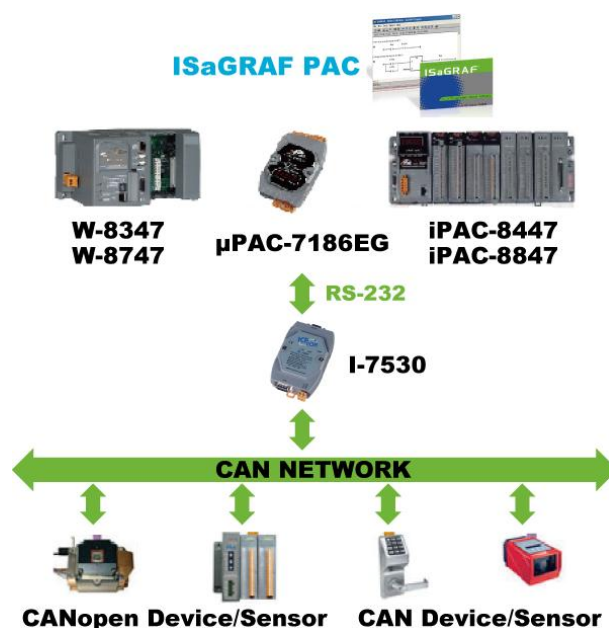 ISaGRAF PAC
ISaGRAF
W-8347
W-8747
µPAC-7186EG
iPAC-8447
iPAC-8847
RS-232
I-7530
CAN NETWORK
CANopen Device/Sensor
CAN Device/Sensor